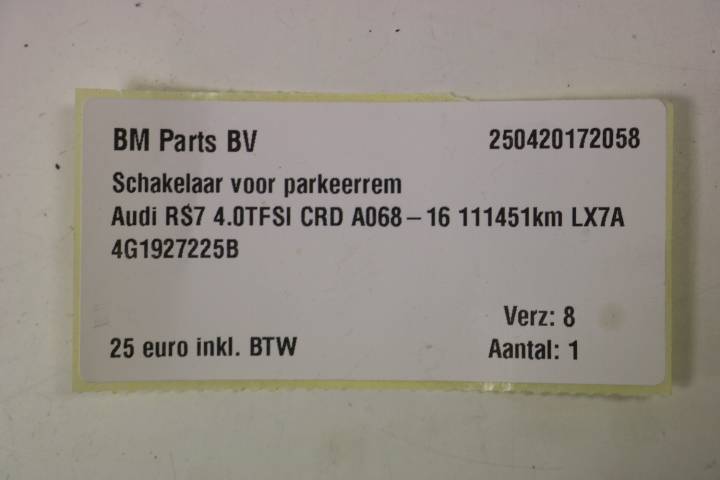 BM Parts BV 250420172058
Schakelaar voor parkeerrem
Audi RS7 4.0TFSI CRD A068-16 111451km LX7A
4G1927225B
Verz: 8
25 euro inkl. BTW Aantal: 1